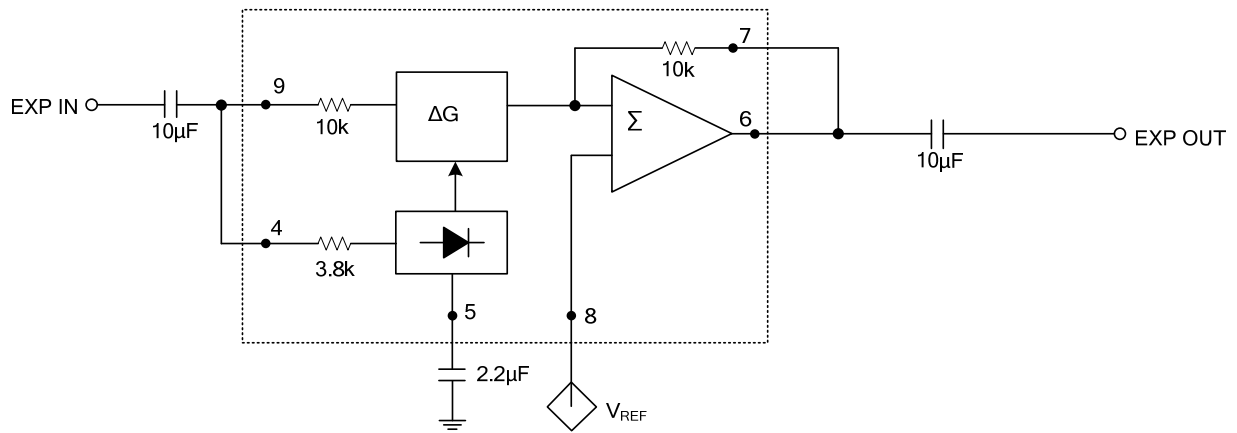 7
10k
9
EXP IN
10µF
10k
ΔG
Σ
6
10µF
EXP OUT
4
3.8k
5
8
2.2µF
VREF